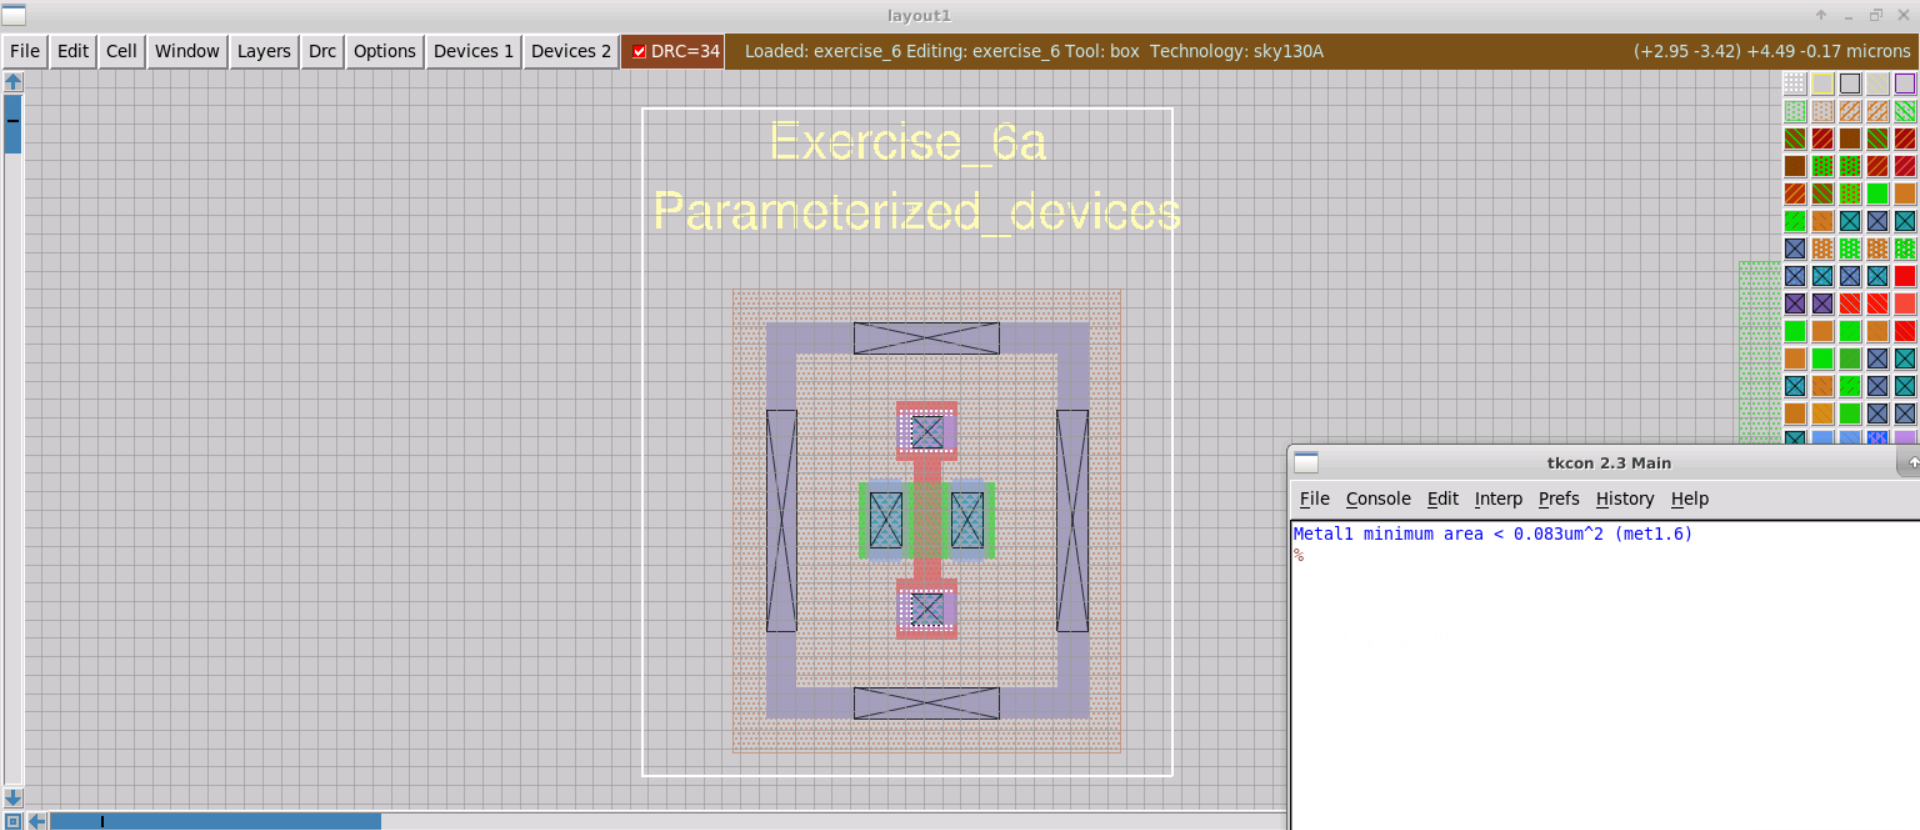 layout1
File Edit Cell Window Layers Drc Options Devices 1 Devices 2 DRC=34 Loaded: exercise_6 Editing: exercise_6 Tool: box Technology: sky130A (+2.95 -3.42) +4.49 -0.17 microns
Exercise_6a
Parameterized_devices
tkcon 2.3 Main
File Console Edit Interp Prefs History Help
Metal1 minimum area < 0.083um^2 (met1.6)
%